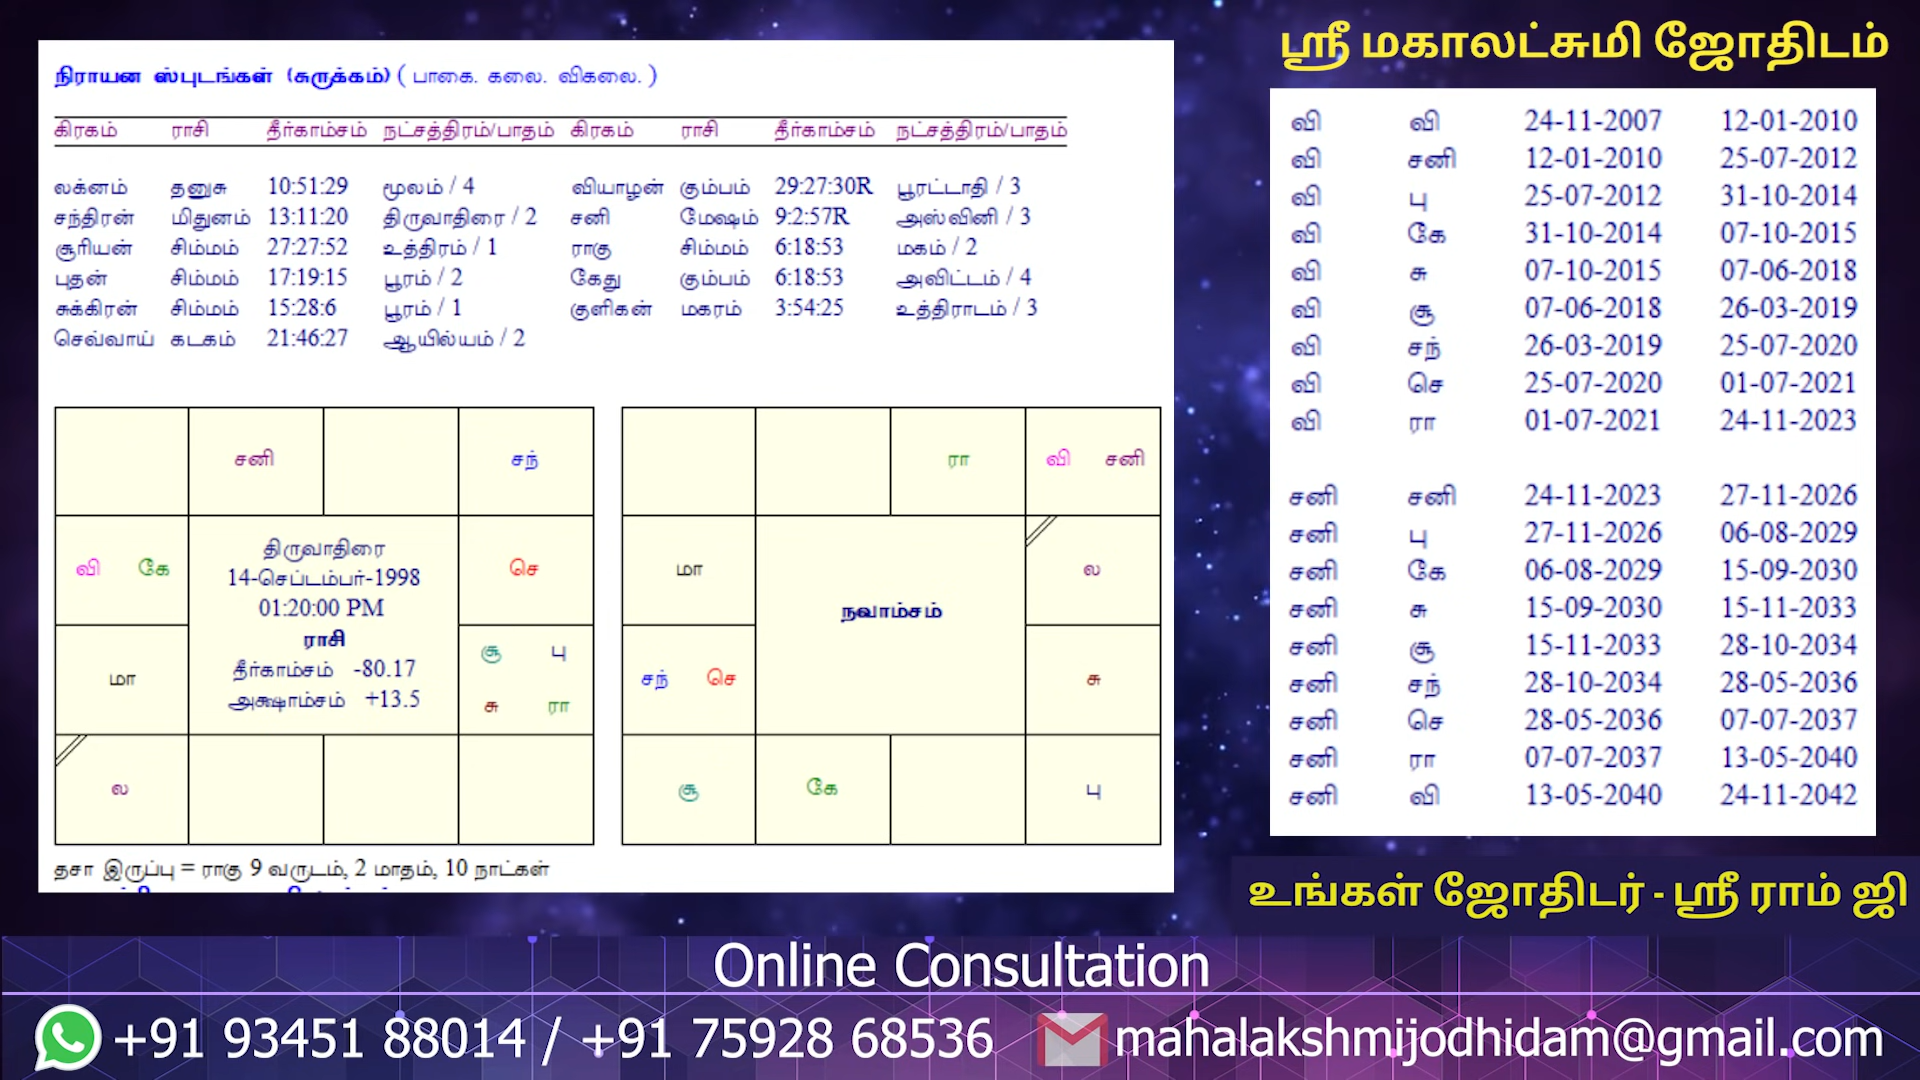 ஸ்ரீ மகாலட்சுமி ஜோதிடம்
நிராயன ஸ்புடங்கள் (சுருக்கம்) ( பாகை. கலை. விகலை. )
கிரகம் ராசி தீர்காம்சம் நட்சத்திரம்/பாதம் கிரகம் ராசி தீர்காம்சம் நட்சத்திரம்/பாதம்
லக்னம் தனுசு 10:51:29 மூலம் / 4 வியாழன் கும்பம் 29:27:30R பூரட்டாதி / 3
சந்திரன் மிதுனம் 13:11:20 திருவாதிரை / 2 சனி மேஷம் 9:2:57R அஸ்வினி / 3
சூரியன் சிம்மம் 27:27:52 உத்திரம் / 1 ராகு சிம்மம் 6:18:53 மகம் / 2
புதன் சிம்மம் 17:19:15 பூரம் / 2 கேது கும்பம் 6:18:53 அவிட்டம் / 4
சுக்கிரன் சிம்மம் 15:28:6 பூரம் / 1 குளிகன் மகரம் 3:54:25 உத்திராடம் / 3
செவ்வாய் கடகம் 21:46:27 ஆயில்யம் / 2
சனி சந்
வி கே செ
திருவாதிரை
14-செப்டம்பர்-1998
01:20:00 PM
ராசி
தீர்காம்சம் -80.17
அக்ஷாம்சம் +13.5
சூ பு
மா
சு ரா
ல
ரா வி சனி
மா ல
நவாம்சம்
சந் செ சு
சூ கே பு
தசா இருப்பு = ராகு 9 வருடம், 2 மாதம், 10 நாட்கள்
வி வி 24-11-2007 12-01-2010
வி சனி 12-01-2010 25-07-2012
வி பு 25-07-2012 31-10-2014
வி கே 31-10-2014 07-10-2015
வி சு 07-10-2015 07-06-2018
வி சூ 07-06-2018 26-03-2019
வி சந் 26-03-2019 25-07-2020
வி செ 25-07-2020 01-07-2021
வி ரா 01-07-2021 24-11-2023
சனி சனி 24-11-2023 27-11-2026
சனி பு 27-11-2026 06-08-2029
சனி கே 06-08-2029 15-09-2030
சனி சு 15-09-2030 15-11-2033
சனி சூ 15-11-2033 28-10-2034
சனி சந் 28-10-2034 28-05-2036
சனி செ 28-05-2036 07-07-2037
சனி ரா 07-07-2037 13-05-2040
சனி வி 13-05-2040 24-11-2042
உங்கள் ஜோதிடர் - ஸ்ரீ ராம் ஜி
Online Consultation
+91 93451 88014 / +91 75928 68536 mahalakshmijodhidam@gmail.com